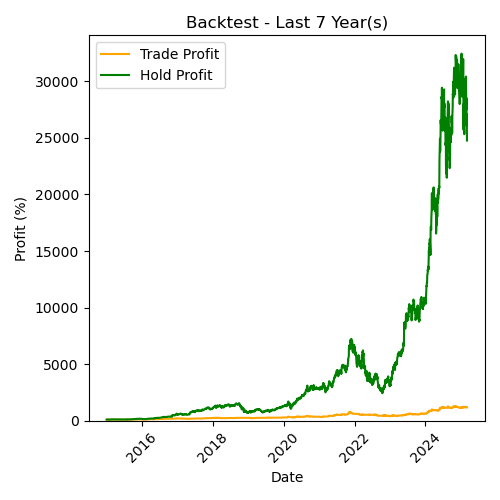 Backtest - Last 7 Year(s)
Trade Profit
Hold Profit
Profit (%)
30000
25000
20000
15000
10000
5000
0
2016
2018
2020
2022
2024
Date